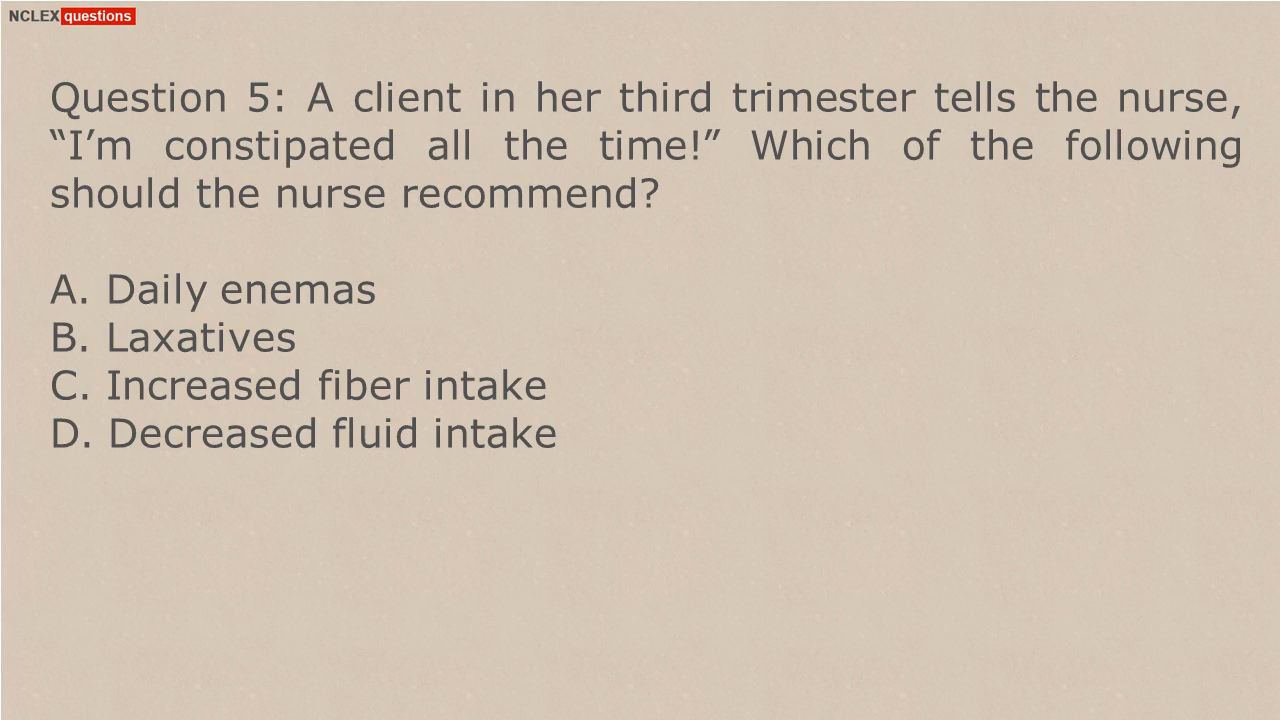 NCLEX questions
Question 5: A client in her third trimester tells the nurse,
“I’m constipated all the time!” Which of the following
should the nurse recommend?
A. Daily enemas
B. Laxatives
C. Increased fiber intake
D. Decreased fluid intake